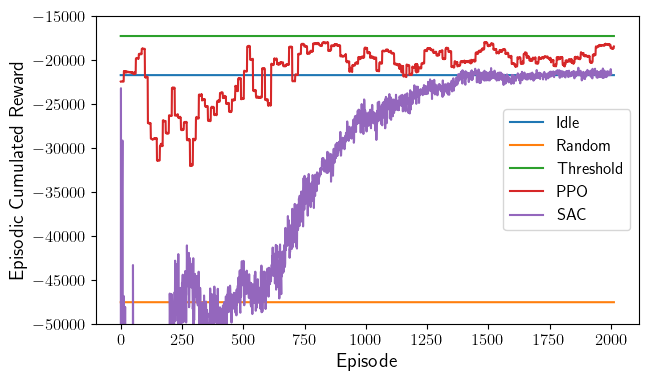 −15000
−20000
−25000
−30000
−35000
−40000
−45000
−50000
Episodic Cumulated Reward
Idle
Random
Threshold
PPO
SAC
0 250 500 750 1000 1250 1500 1750 2000
Episode